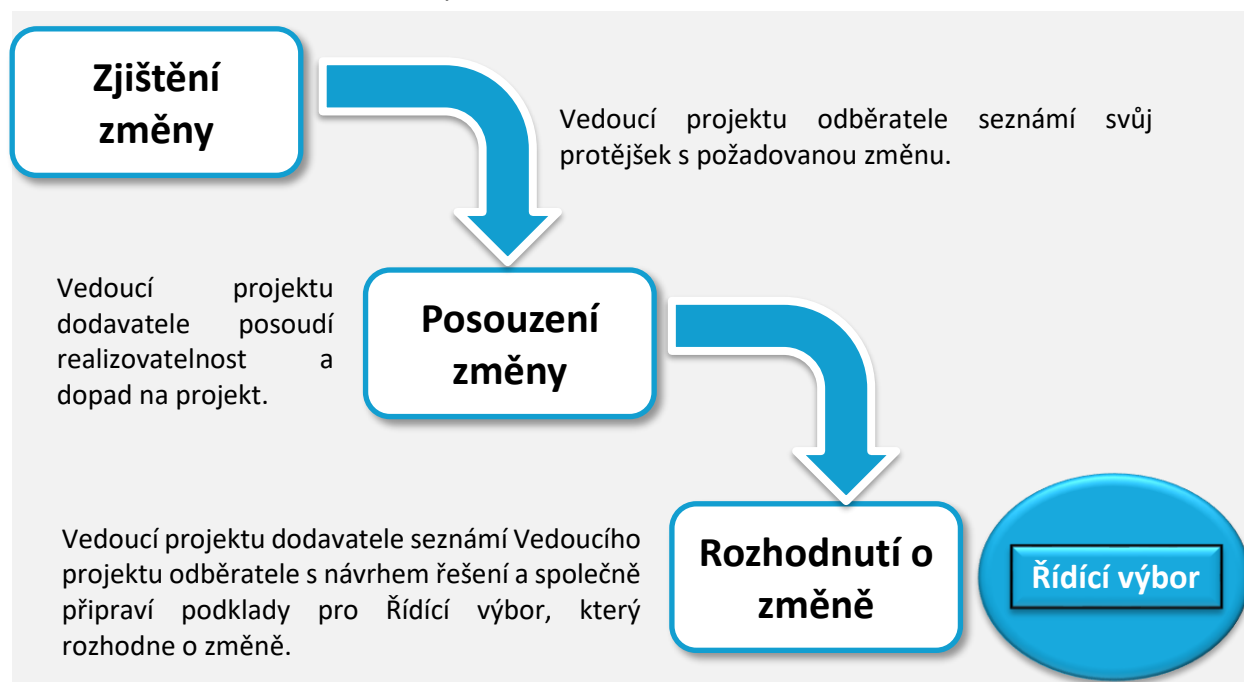 Zjištění
změny
Vedoucí projektu odběratele seznámí svůj
protějšek s požadovanou změnu.
Vedoucí projektu
dodavatele posoudí
realizovatelnost a
dopad na projekt.
Posouzení
změny
Vedoucí projektu dodavatele seznámí Vedoucího
projektu odběratele s návrhem řešení a společně
připraví podklady pro Řídící výbor, který
rozhodne o změně.
Rozhodnutí o
změně
Řídící výbor